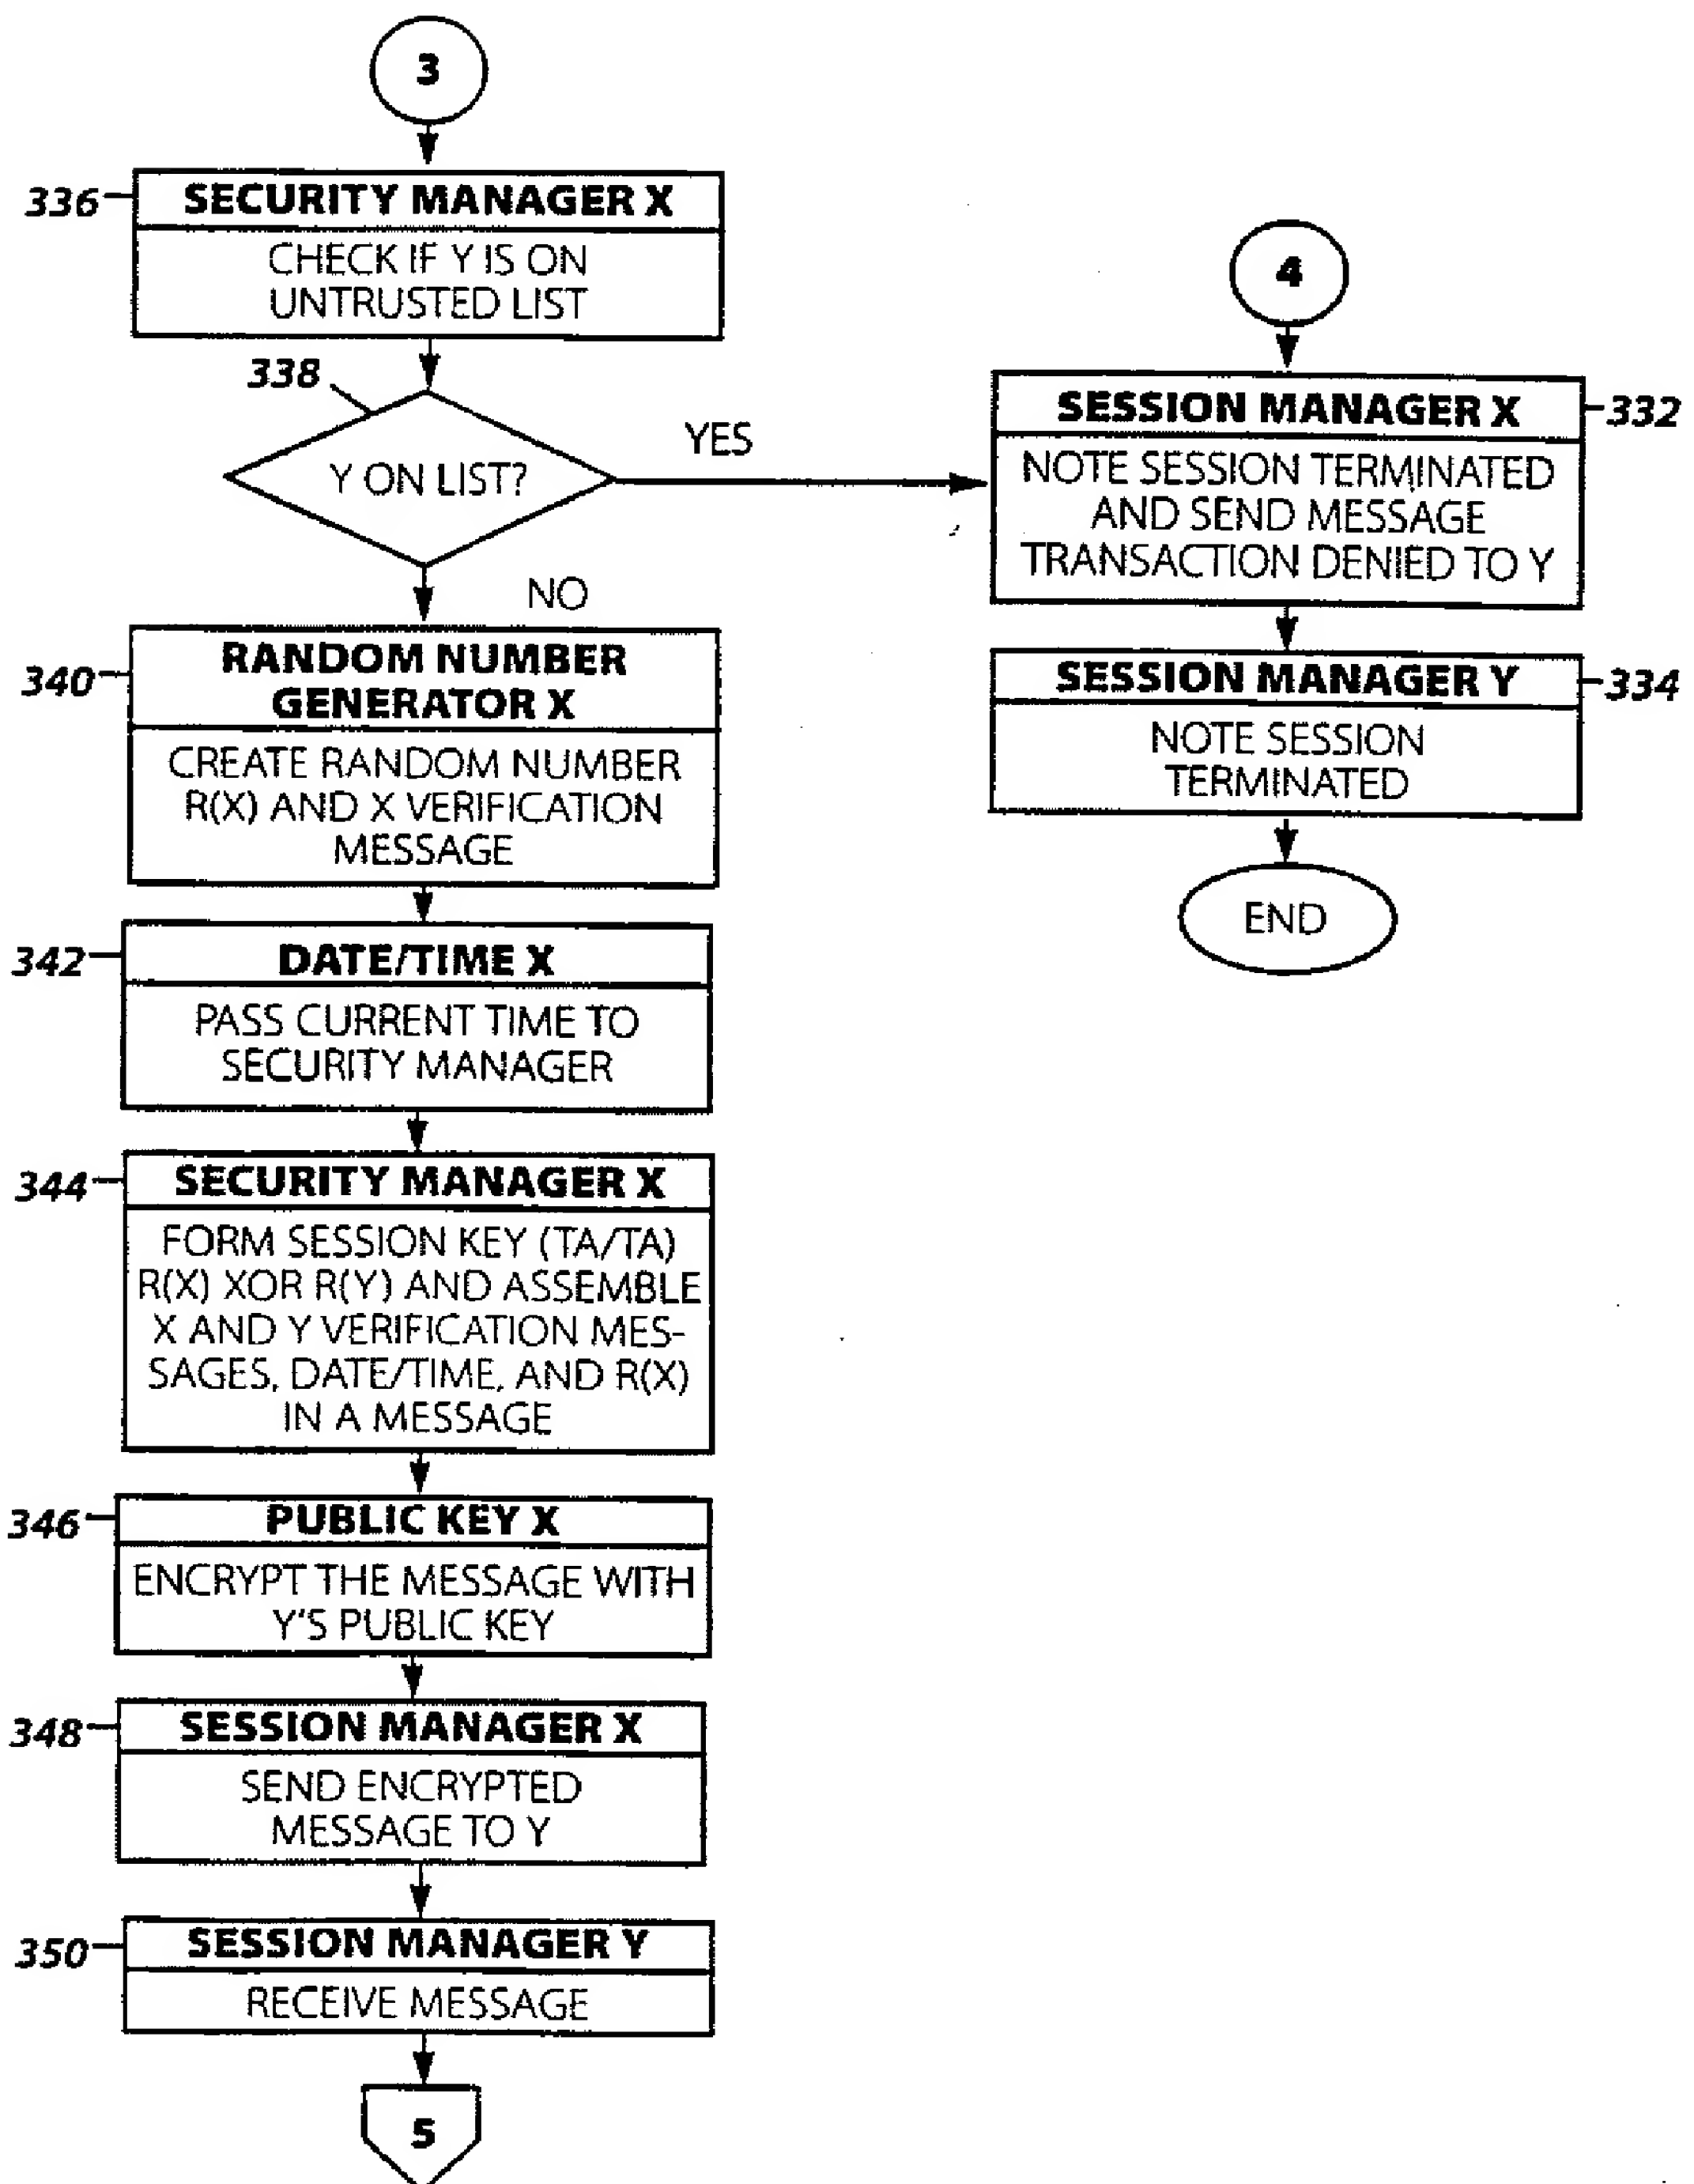 3
336
SECURITY MANAGER X
CHECK IF Y IS ON
UNTRUSTED LIST
338
Y ON LIST?
YES
NO
340
RANDOM NUMBER
GENERATOR X
CREATE RANDOM NUMBER
R(X) AND X VERIFICATION
MESSAGE
342
DATE/TIME X
PASS CURRENT TIME TO
SECURITY MANAGER
344
SECURITY MANAGER X
FORM SESSION KEY (TA/TA)
R(X) XOR R(Y) AND ASSEMBLE
X AND Y VERIFICATION MES-
SAGES, DATE/TIME, AND R(X)
IN A MESSAGE
346
PUBLIC KEY X
ENCRYPT THE MESSAGE WITH
Y'S PUBLIC KEY
348
SESSION MANAGER X
SEND ENCRYPTED
MESSAGE TO Y
350
SESSION MANAGER Y
RECEIVE MESSAGE
5
4
SESSION MANAGER X
332
NOTE SESSION TERMINATED
AND SEND MESSAGE
TRANSACTION DENIED TO Y
SESSION MANAGER Y
334
NOTE SESSION
TERMINATED
END